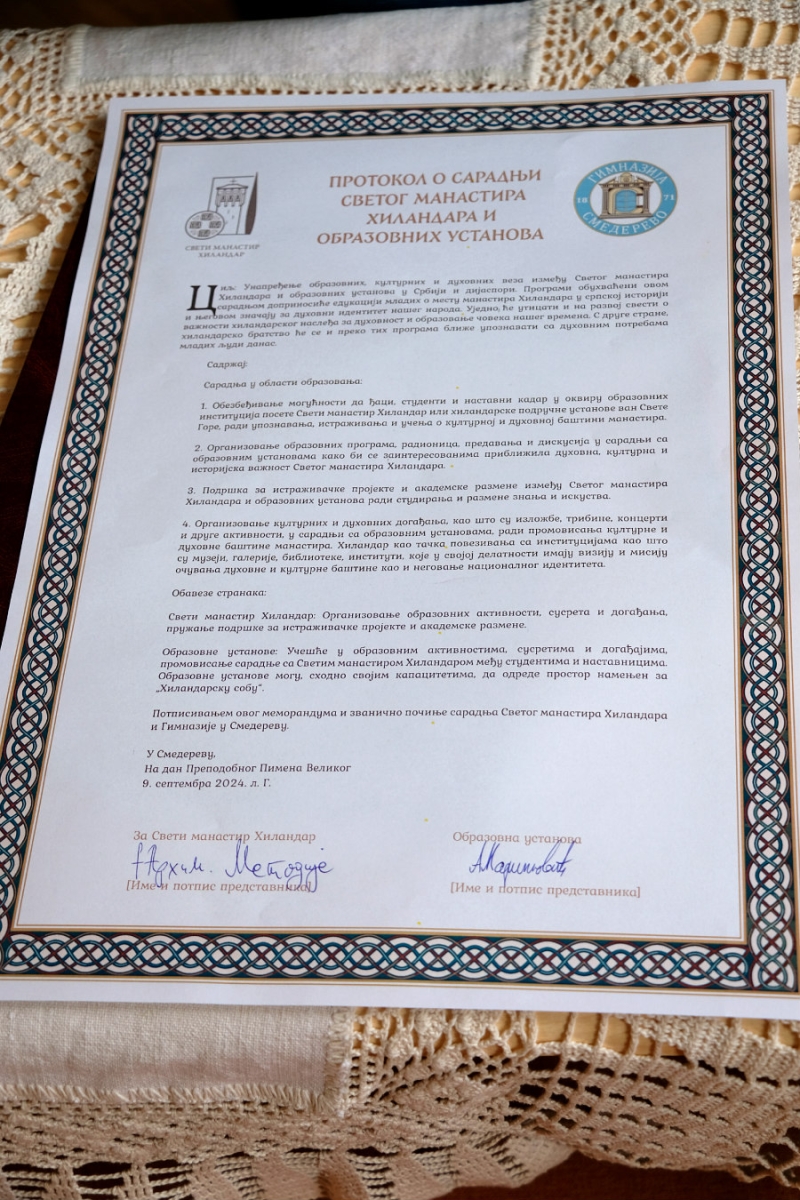 ПРОТОКОЛ О САРАДЊИ
СВЕТОГ МАНАСТИРА
ХИЛАНДАРА И
ОБРАЗОВНИХ УСТАНОВА
СВЕТИ МАНАСТИР
ХИЛАНДАР
ГИМНАЗИЈА
18 71
СМЕДЕРЕВО
Циљ: Унапређење образовних, културних и духовних веза између Светог манастира
Хиландара и образовних установа у Србији и дијаспори. Програми обухваћени овом
сарадњом доприносиће едукацији младих о месту манастира Хиландара у српској историји
и његовом значају за духовни идентитет нашег народа. Уједно, ће утицати и на развој свести о
важности хиландарског наслеђа за духовност и образовање човека нашег времена. С друге стране,
хиландарско братство ће се и преко тих програма ближе упознавати са духовним потребама
младих људи данас.
Садржај:
Сарадња у области образовања:
1. Обезбеђивање могућности да ђаци, студенти и наставни кадар у оквиру образовних
институција посете Свети манастир Хиландар или хиландарске подручне установе ван Свете
Горе, ради упознавања, истраживања и учења о културној и духовној баштини манастира.
2. Организовање образовних програма, радионица, предавања и дискусија у сарадњи са
образовним установама како би се заинтересованима приближила духовна, културна и
историјска важност Светог манастира Хиландара.
3. Подршка за истраживачке пројекте и академске размене између Светог манастира
Хиландара и образовних установа ради студирања и размене знања и искуства.
4. Организовање културних и духовних догађања, као што су изложбе, трибине, концерти
и друге активности, у сарадњи са образовним установама, ради промовисања културне и
духовне баштине манастира. Хиландар као тачка повезивања са институцијама као што
су музеји, галерије, библиотеке, институти, које у својој делатности имају визију и мисију
очувања духовне и културне баштине као и неговање националног идентитета.
Обавезе странака:
Свети манастир Хиландар: Организовање образовних активности, сусрета и догађања,
пружање подршке за истраживачке пројекте и академске размене.
Образовне установе: Учешће у образовним активностима, сусретима и догађајима,
промовисање сарадње са Светим манастиром Хиландаром међу студентима и наставницима.
Образовне установе могу, сходно својим капацитетима, да одреде простор намењен за
„Хиландарску собу“.
Потписивањем овог меморандума и званично почиње сарадња Светог манастира Хиландара
и Гимназије у Смедереву.
У Смедереву,
На дан Преподобног Пимена Великог
9. септембра 2024. л. Г.
За Свети манастир Хиландар
Архим. Методије
[Име и потпис представника]
Образовна установа
А.Маринковић
[Име и потпис представника]